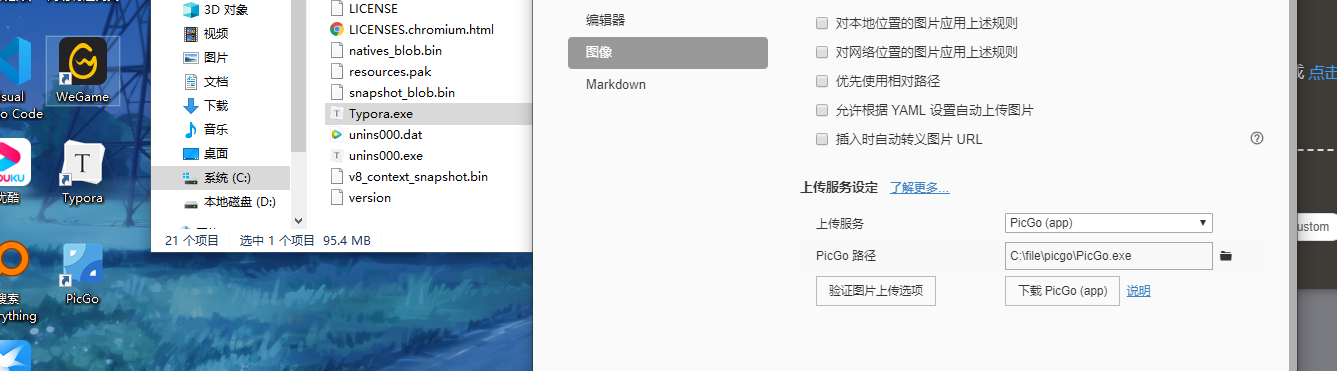 WeGame
Code
优酷
Typora
搜索
PicGo
3D 对象
视频
图片
文档
下载
音乐
桌面
系统 (C:)
本地磁盘 (D:)
LICENSE
LICENSES.chromium.html
natives_blob.bin
resources.pak
snapshot_blob.bin
Typora.exe
unins000.dat
unins000.exe
v8_context_snapshot.bin
version
21 个项目
选中 1 个项目 95.4 MB
编辑器
图像
Markdown
对本地位置的图片应用上述规则
对网络位置的图片应用上述规则
优先使用相对路径
允许根据 YAML 设置自动上传图片
插入时自动转义图片 URL
上传服务设定 了解更多...
上传服务 PicGo (app)
PicGo 路径 C:\file\picgo\PicGo.exe
验证图片上传选项 下载 PicGo (app) 说明
点击